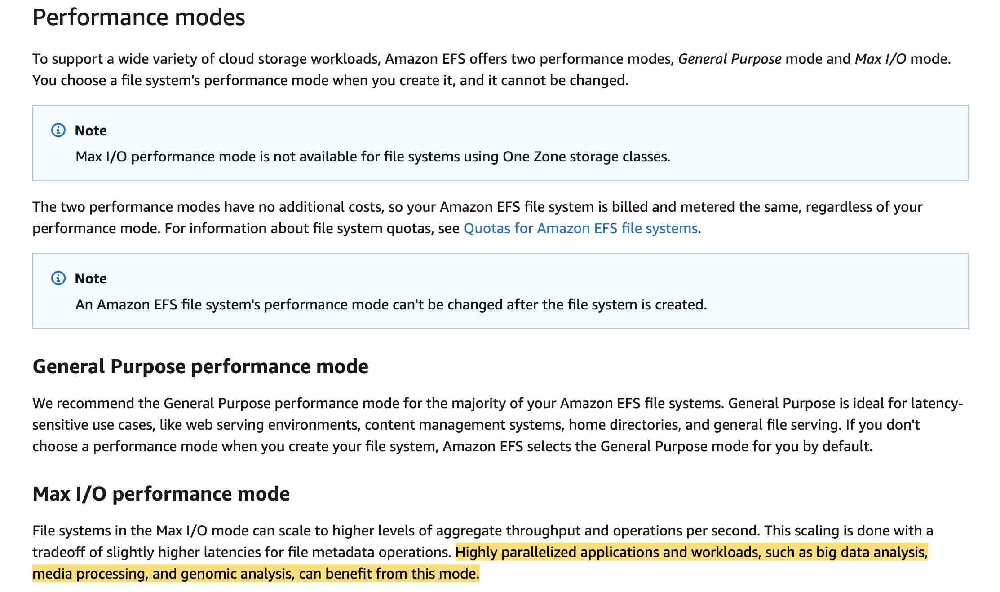 Performance modes
To support a wide variety of cloud storage workloads, Amazon EFS offers two performance modes, General Purpose mode and Max I/O mode.
You choose a file system's performance mode when you create it, and it cannot be changed.
Note
Max I/O performance mode is not available for file systems using One Zone storage classes.
The two performance modes have no additional costs, so your Amazon EFS file system is billed and metered the same, regardless of your
performance mode. For information about file system quotas, see Quotas for Amazon EFS file systems.
Note
An Amazon EFS file system's performance mode can't be changed after the file system is created.
General Purpose performance mode
We recommend the General Purpose performance mode for the majority of your Amazon EFS file systems. General Purpose is ideal for latency-
sensitive use cases, like web serving environments, content management systems, home directories, and general file serving. If you don't
choose a performance mode when you create your file system, Amazon EFS selects the General Purpose mode for you by default.
Max I/O performance mode
File systems in the Max I/O mode can scale to higher levels of aggregate throughput and operations per second. This scaling is done with a
tradeoff of slightly higher latencies for file metadata operations. Highly parallelized applications and workloads, such as big data analysis,
media processing, and genomic analysis, can benefit from this mode.